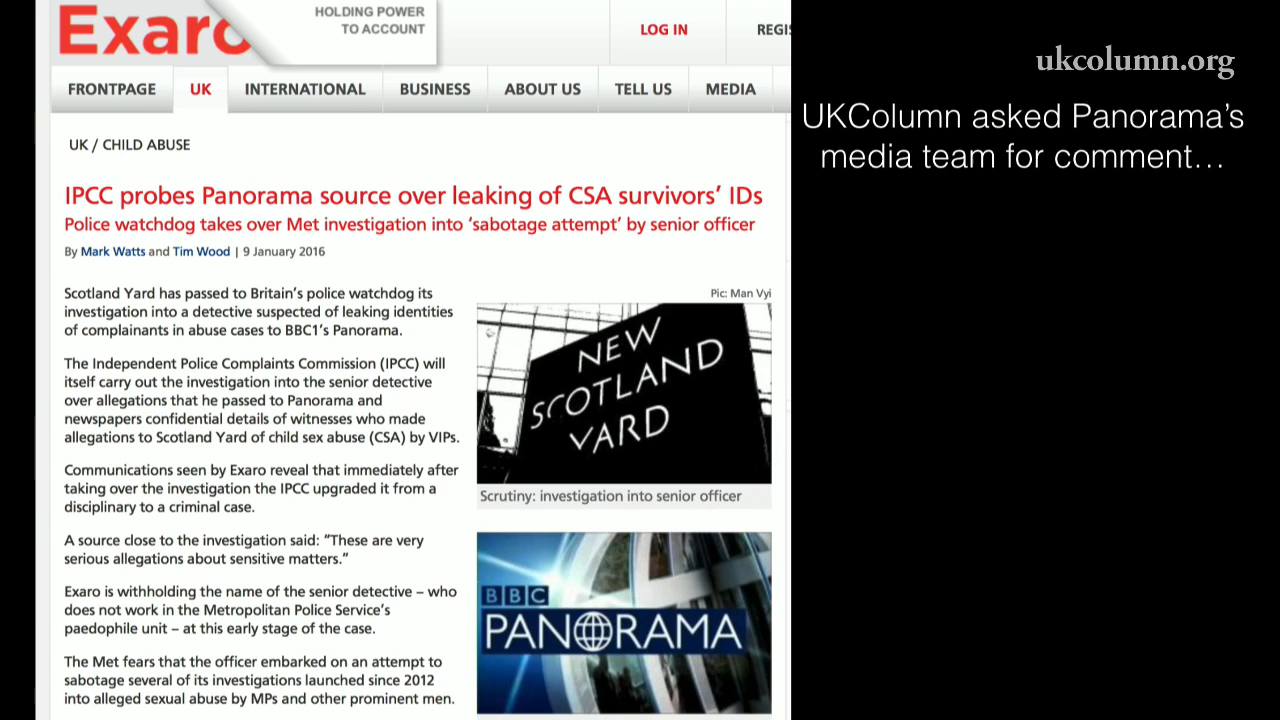 Exaro
HOLDING POWER
TO ACCOUNT
LOG IN
REGI
FRONTPAGE
UK
INTERNATIONAL
BUSINESS
ABOUT US
TELL US
MEDIA
UK / CHILD ABUSE
IPCC probes Panorama source over leaking of CSA survivors’ IDs
Police watchdog takes over Met investigation into ‘sabotage attempt’ by senior officer
By Mark Watts and Tim Wood | 9 January 2016
Scotland Yard has passed to Britain’s police watchdog its
investigation into a detective suspected of leaking identities
of complainants in abuse cases to BBC1’s Panorama.
The Independent Police Complaints Commission (IPCC) will
itself carry out the investigation into the senior detective
over allegations that he passed to Panorama and
newspapers confidential details of witnesses who made
allegations to Scotland Yard of child sex abuse (CSA) by VIPs.
Communications seen by Exaro reveal that immediately after
taking over the investigation the IPCC upgraded it from a
disciplinary to a criminal case.
A source close to the investigation said: “These are very
serious allegations about sensitive matters.”
Exaro is withholding the name of the senior detective – who
does not work in the Metropolitan Police Service’s
paedophile unit – at this early stage of the case.
The Met fears that the officer embarked on an attempt to
sabotage several of its investigations launched since 2012
into alleged sexual abuse by MPs and other prominent men.
Pic: Man Vyi
NEW
SCOTLAND
YARD
Scrutiny: investigation into senior officer
BBC
PANORAMA
ukcolumn.org
UKColumn asked Panorama’s
media team for comment…